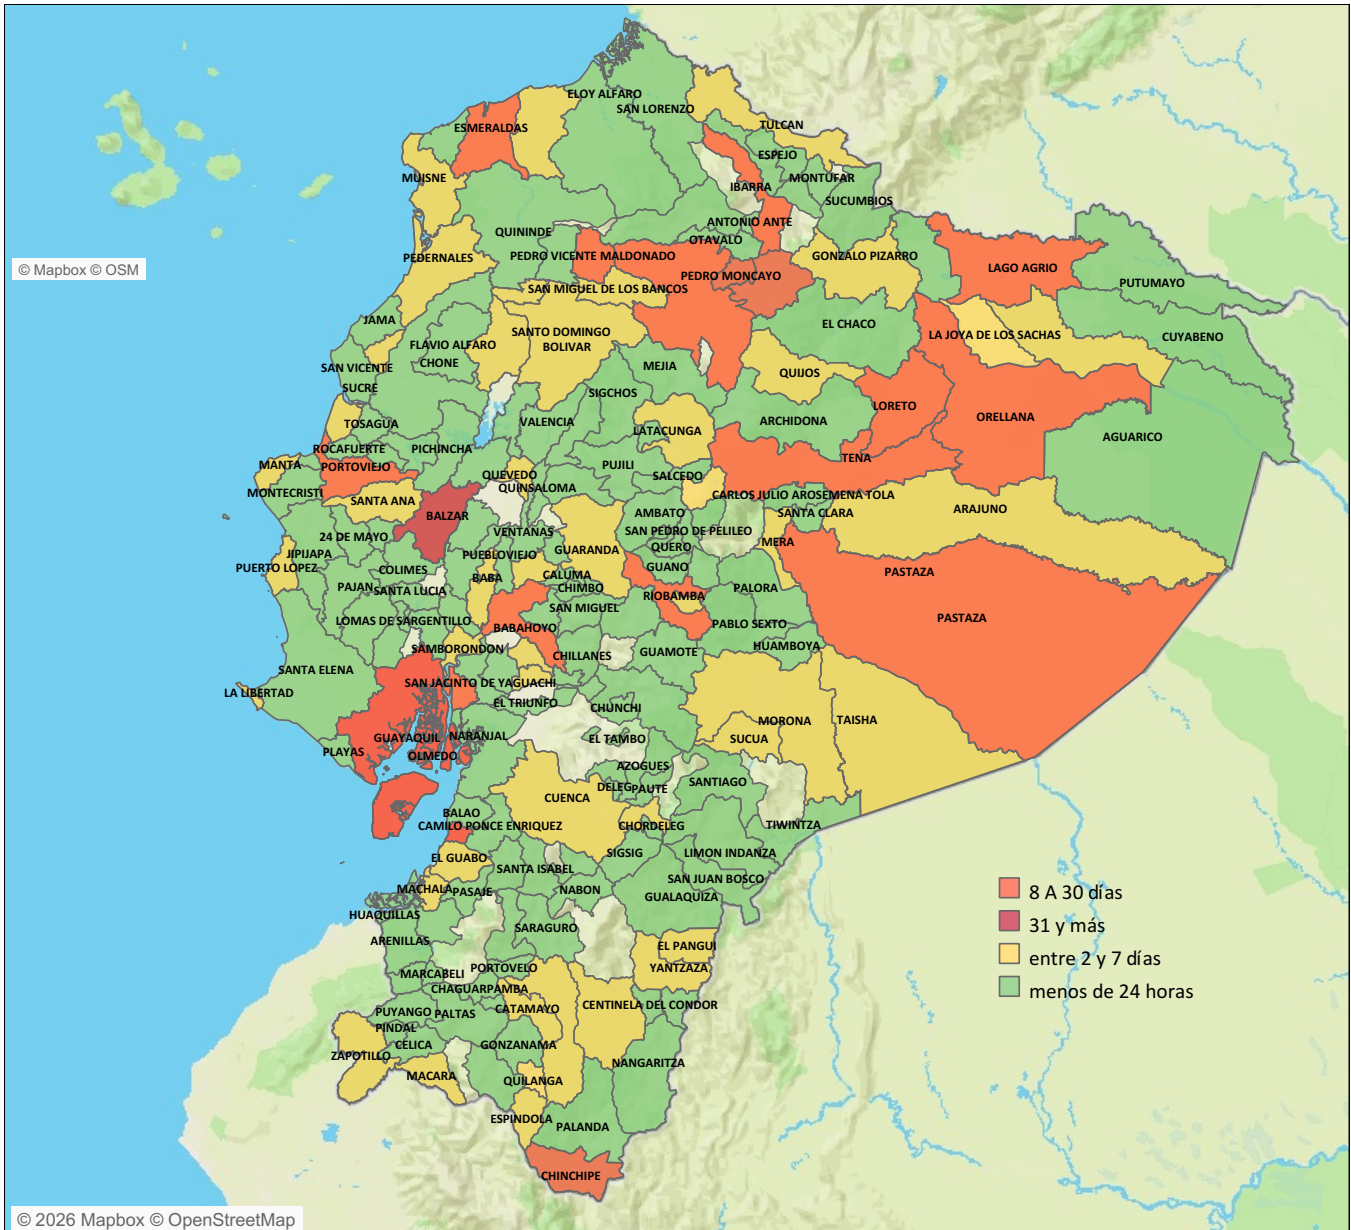 ELOY ALFARO
SAN LORENZO
ESMERALDAS
TULCAN
ESPEJO
MUISNE
MONTUFAR
IBARRA
SUCUMBIOS
ANTONIO ANTE
QUININDE
OTAVALO
PEDERNALES
PEDRO VICENTE MALDONADO
GONZALO PIZARRO
© Mapbox © OSM
LAGO AGRIO
PEDRO MONCAYO
PUTUMAYO
SAN MIGUEL DE LOS BANCOS
JAMA
EL CHACO
SANTO DOMINGO
LA JOYA DE LOS SACHAS
CUYABENO
FLAVIO ALFARO
BOLIVAR
CHONE
SAN VICENTE
MEJIA
QUIJOS
SUCRE
SIGCHOS
LORETO
ORELLANA
TOSAGUA
VALENCIA
ARCHIDONA
LATACUNGA
AGUARICO
ROCAFUERTE
PICHINCHA
TENA
MANTA
PORTOVIEJO
PUJILI
QUEVEDO
SALCEDO
MONTECRISTI
QUINSALOMA
SANTA ANA
CARLOS JULIO AROSEMENA TOLA
BALZAR
AMBATO
SANTA CLARA
ARAJUNO
VENTANAS
SAN PEDRO DE PELILEO
24 DE MAYO
MERA
QUERO
JIPIJAPA
PUEBLOVIEJO
GUARANDA
PUERTO LOPEZ
COLIMES
GUANO
PASTAZA
BABA
CALUMA
PAJAN
SANTA LUCIA
CHIMBO
PALORA
RIOBAMBA
SAN MIGUEL
LOMAS DE SARGENTILLO
PABLO SEXTO
PASTAZA
BABAHOYO
SAMBORONDON
HUAMBOYA
CHILLANES
GUAMOTE
SANTA ELENA
SAN JACINTO DE YAGUACHI
LA LIBERTAD
EL TRIUNFO
CHUNCHI
MORONA
TAISHA
GUAYAQUIL
NARANJAL
EL TAMBO
SUCUA
PLAYAS
OLMEDO
AZOGUES
SANTIAGO
DELEG
PAUTE
CUENCA
BALAO
CAMILO PONCE ENRIQUEZ
CHORDELEG
TIWINTZA
EL GUABO
SIGSIG
LIMON INDANZA
SANTA ISABEL
SAN JUAN BOSCO
MACHALA
PASAJE
NABON
GUALAQUIZA
8 A 30 días
HUAQUILLAS
31 y más
SARAGURO
ARENILLAS
EL PANGUI
entre 2 y 7 días
MARCABELI
PORTOVELO
YANTZAZA
CHAGUARPAMBA
menos de 24 horas
CATAMAYO
CENTINELA DEL CONDOR
PUYANGO
PALTAS
PINDAL
CELICA
GONZANAMA
ZAPOTILLO
NANGARITZA
MACARA
QUILANGA
ESPINDOLA
PALANDA
CHINCHIPE
© 2026 Mapbox © OpenStreetMap